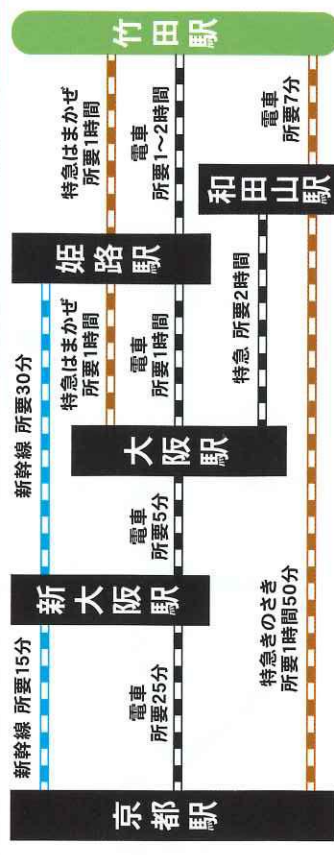 京都駅
新幹線 所要15分
電車
所要25分
特急きのさき
所要1時間50分
新大阪駅
新幹線 所要30分
電車
所要5分
大阪駅
特急はまかぜ
所要1時間
電車
所要1時間
特急 所要2時間
姫路駅
和田山駅
特急はまかぜ
所要1時間
電車
所要1~2時間
電車
所要7分
竹田駅